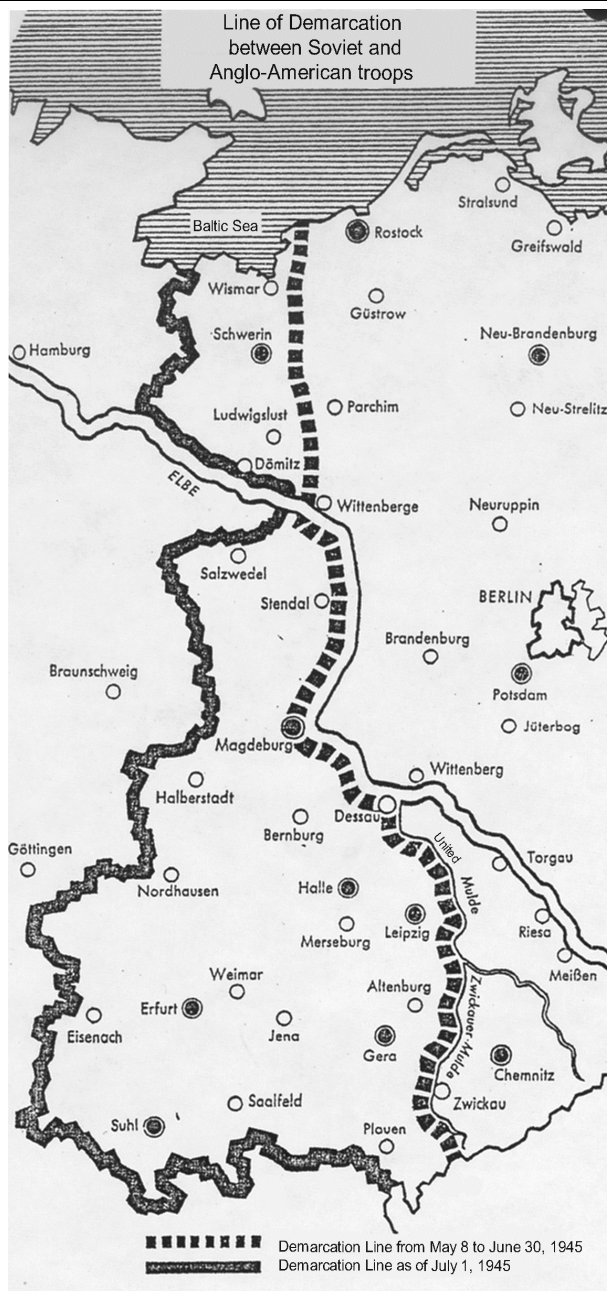 Line of Demarcation
between Soviet and
Anglo-American troops
Stralsund
Baltic Sea
Rostock
Greifswald
Wismar
Güstrow
Schwerin
Neu-Brandenburg
Hamburg
Parchim
Neu-Strelitz
Ludwigslust
Dömitz
ELBE
Wittenberge
Neuruppin
Salzwedel
Stendal
BERLIN
Brandenburg
Braunschweig
Potsdam
Jüterbog
Magdeburg
Wittenberg
Halberstadt
Dessau
Bernburg
United
Mulde
Göttingen
Torgau
Nordhausen
Halle
Leipzig
Riesa
Merseburg
Meißen
Weimar
Altenburg
Zwickauer-Mulde
Erfurt
Eisenach
Jena
Gera
Chemnitz
Zwickau
Saalfeld
Suhl
Plauen
Demarcation Line from May 8 to June 30, 1945
Demarcation Line as of July 1, 1945